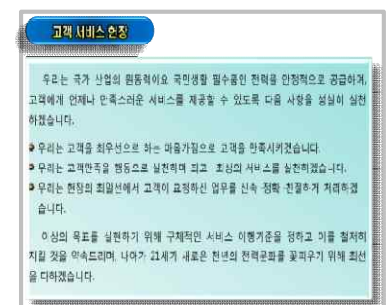 고객 서비스 헌장
우리는 국가 산업의 원동력이요 국민생활 필수품인 전력을 안정적으로 공급하여,
고객에게 언제나 만족스러운 서비스를 제공할 수 있도록 다음 사항을 성실히 실천
하겠습니다.
우리는 고객을 최우선으로 하는 마음가짐으로 고객을 만족시키겠습니다.
우리는 고객만족을 행동으로 실천하며 최고·최상의 서비스를 실천하겠습니다.
우리는 현장의 최일선에서 고객이 요청하신 업무를 신속·정확·친절하게 처리하겠
습니다.
이상의 목표를 실현하기 위해 구체적인 서비스 이행기준을 정하고 이를 철저히
지킬 것을 약속드리며, 나아가 21세기 새로운 천년의 전력문화를 꽃피우기 위해 최선
을 다하겠습니다.